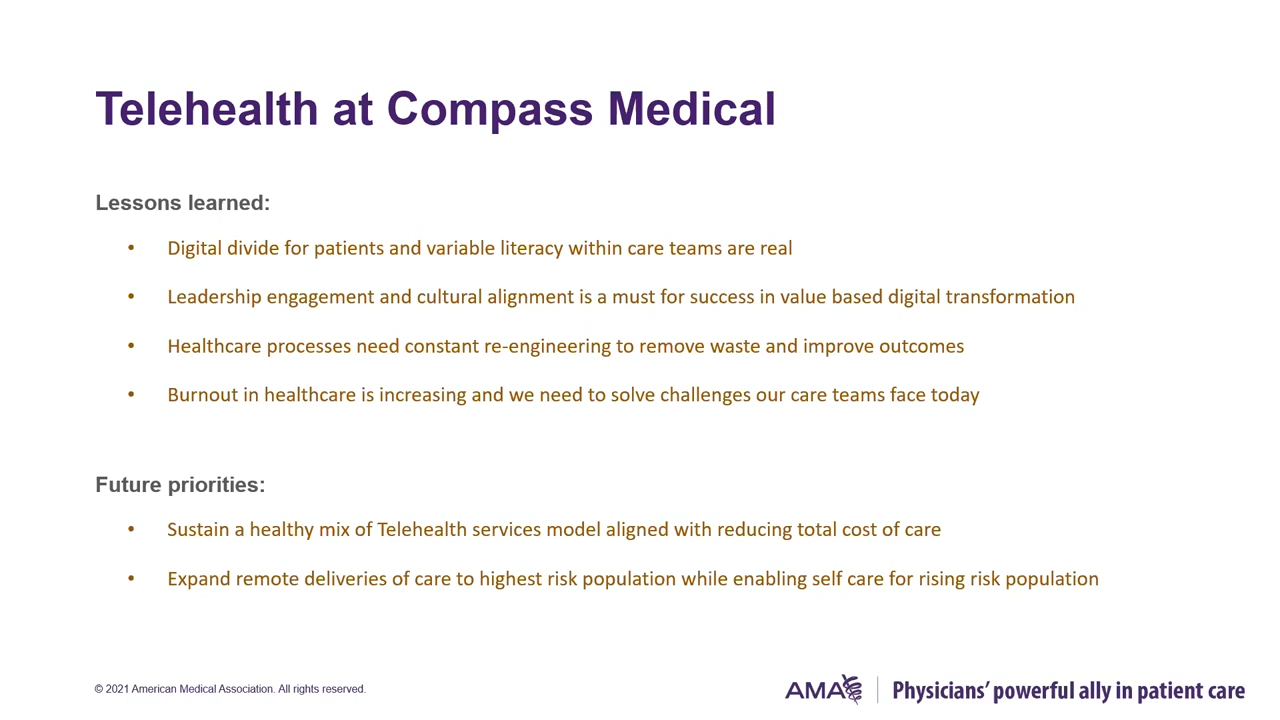 Telehealth at Compass Medical
Lessons learned:
• Digital divide for patients and variable literacy within care teams are real
• Leadership engagement and cultural alignment is a must for success in value based digital transformation
• Healthcare processes need constant re-engineering to remove waste and improve outcomes
• Burnout in healthcare is increasing and we need to solve challenges our care teams face today
Future priorities:
• Sustain a healthy mix of Telehealth services model aligned with reducing total cost of care
• Expand remote deliveries of care to highest risk population while enabling self care for rising risk population
© 2021 American Medical Association. All rights reserved.
AMA Physicians’ powerful ally in patient care